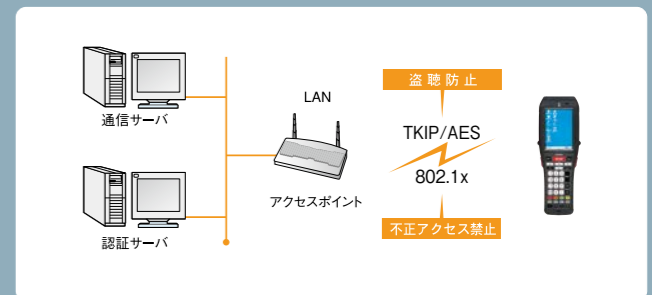 通信サーバ
認証サーバ
LAN
アクセスポイント
盗聴防止
TKIP/AES
802.1x
不正アクセス禁止